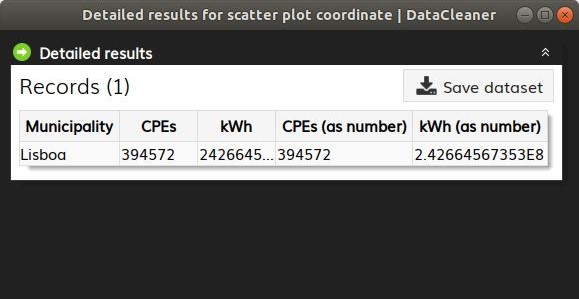 Detailed results for scatter plot coordinate | DataCleaner
Detailed results
Records (1)
Save dataset
Municipality CPEs kWh CPEs (as number) kWh (as number)
Lisboa 394572 2426645... 394572 2.42664567353E8